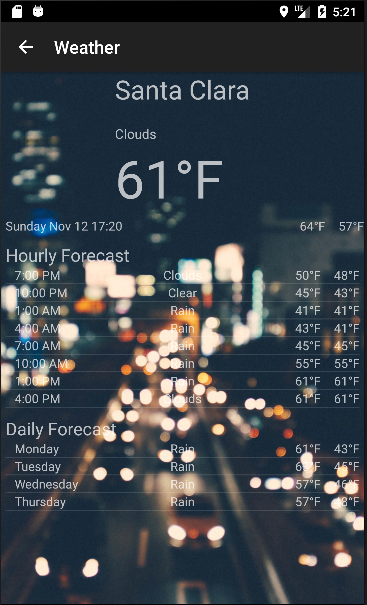 LTE 5:21
Weather
Santa Clara
Clouds
61°F
Sunday Nov 12 17:20 64°F 57°F
Hourly Forecast
7:00 PM Clouds 50°F 48°F
10:00 PM Clear 45°F 43°F
1:00 AM Rain 41°F 41°F
4:00 AM Rain 43°F 41°F
7:00 AM Rain 45°F 45°F
10:00 AM Rain 55°F 55°F
1:00 PM Rain 61°F 61°F
4:00 PM Clouds 61°F 61°F
Daily Forecast
Monday Rain 61°F 43°F
Tuesday Rain 45°F
Wednesday Rain 57°F 46°F
Thursday Rain 57°F